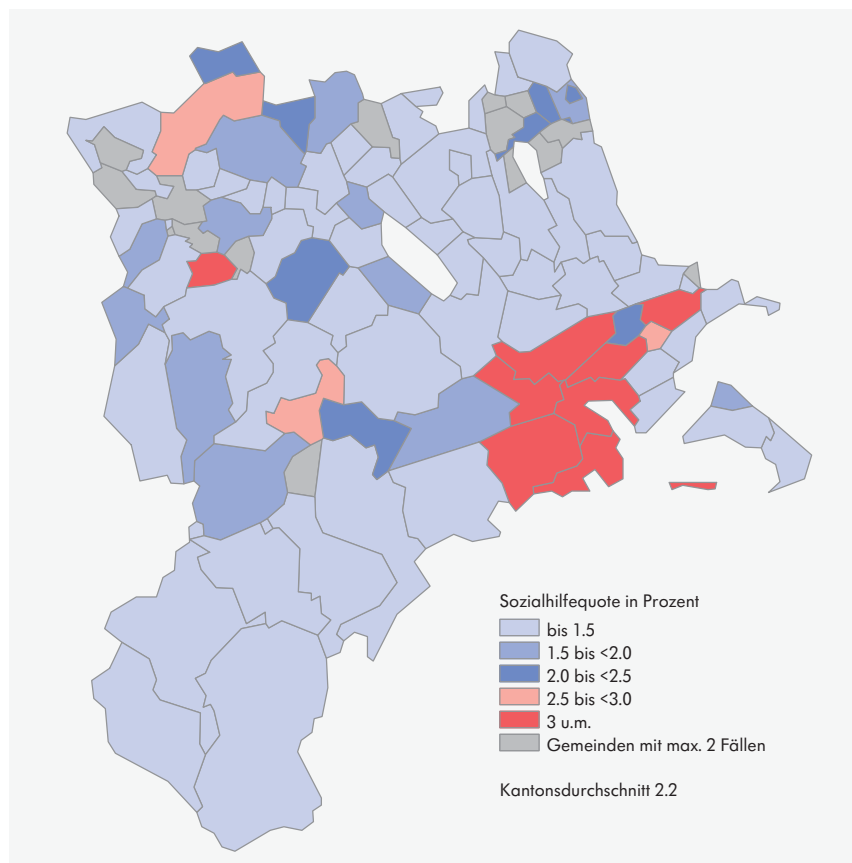 Sozialhilfequote in Prozent
bis 1.5
1.5 bis <2.0
2.0 bis <2.5
2.5 bis <3.0
3 u.m.
Gemeinden mit max. 2 Fällen
Kantonsdurchschnitt 2.2